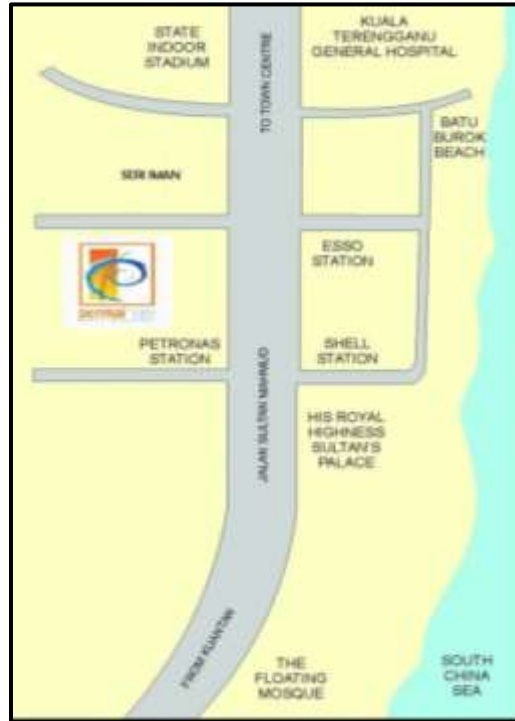 STATE
INDOOR
STADIUM
TO TOWN CENTRE
KUALA
TERENGGANU
GENERAL HOSPITAL
BATU
BUROK
BEACH
SERI IMAN
ESSO
STATION
PETRONAS
STATION
SHELL
STATION
JALAN SULTAN MAHMUD
HIS ROYAL
HIGHNESS
SULTAN'S
PALACE
FROM KUANTAN
THE
FLOATING
MOSQUE
SOUTH
CHINA
SEA